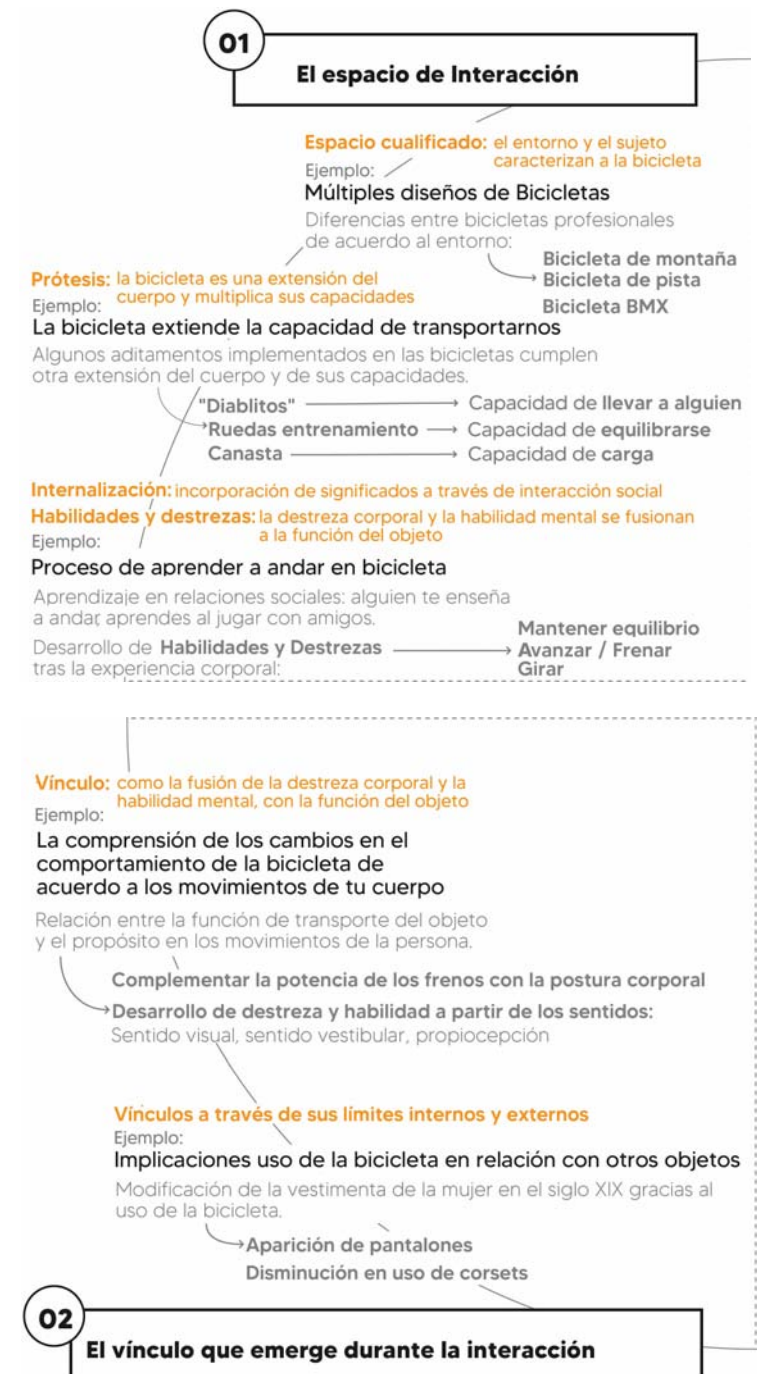 01
El espacio de Interacción
Espacio cualificado: el entorno y el sujeto
caracterizan a la bicicleta
Ejemplo:
Múltiples diseños de Bicicletas
Diferencias entre bicicletas profesionales
de acuerdo al entorno:
Bicicleta de montaña
Bicicleta de pista
Bicicleta BMX
Prótesis: la bicicleta es una extensión del
cuerpo y multiplica sus capacidades
Ejemplo:
La bicicleta extiende la capacidad de transportarnos
Algunos aditamentos implementados en las bicicletas cumplen
otra extensión del cuerpo y de sus capacidades.
"Diablitos" Capacidad de llevar a alguien
Ruedas entrenamiento Capacidad de equilibrarse
Canasta Capacidad de carga
Internalización: incorporación de significados a través de interacción social
Habilidades y destrezas: la destreza corporal y la habilidad mental se fusionan
a la función del objeto
Ejemplo:
Proceso de aprender a andar en bicicleta
Aprendizaje en relaciones sociales: alguien te enseña
a andar, aprendes al jugar con amigos.
Desarrollo de Habilidades y Destrezas
tras la experiencia corporal:
Mantener equilibrio
Avanzar / Frenar
Girar
Vínculo: como la fusión de la destreza corporal y la
habilidad mental, con la función del objeto
Ejemplo:
La comprensión de los cambios en el
comportamiento de la bicicleta de
acuerdo a los movimientos de tu cuerpo
Relación entre la función de transporte del objeto
y el propósito en los movimientos de la persona.
Complementar la potencia de los frenos con la postura corporal
Desarrollo de destreza y habilidad a partir de los sentidos:
Sentido visual, sentido vestibular, propiocepción
Vínculos a través de sus límites internos y externos
Ejemplo:
Implicaciones uso de la bicicleta en relación con otros objetos
Modificación de la vestimenta de la mujer en el siglo XIX gracias al
uso de la bicicleta.
Aparición de pantalones
Disminución en uso de corsets
02
El vínculo que emerge durante la interacción